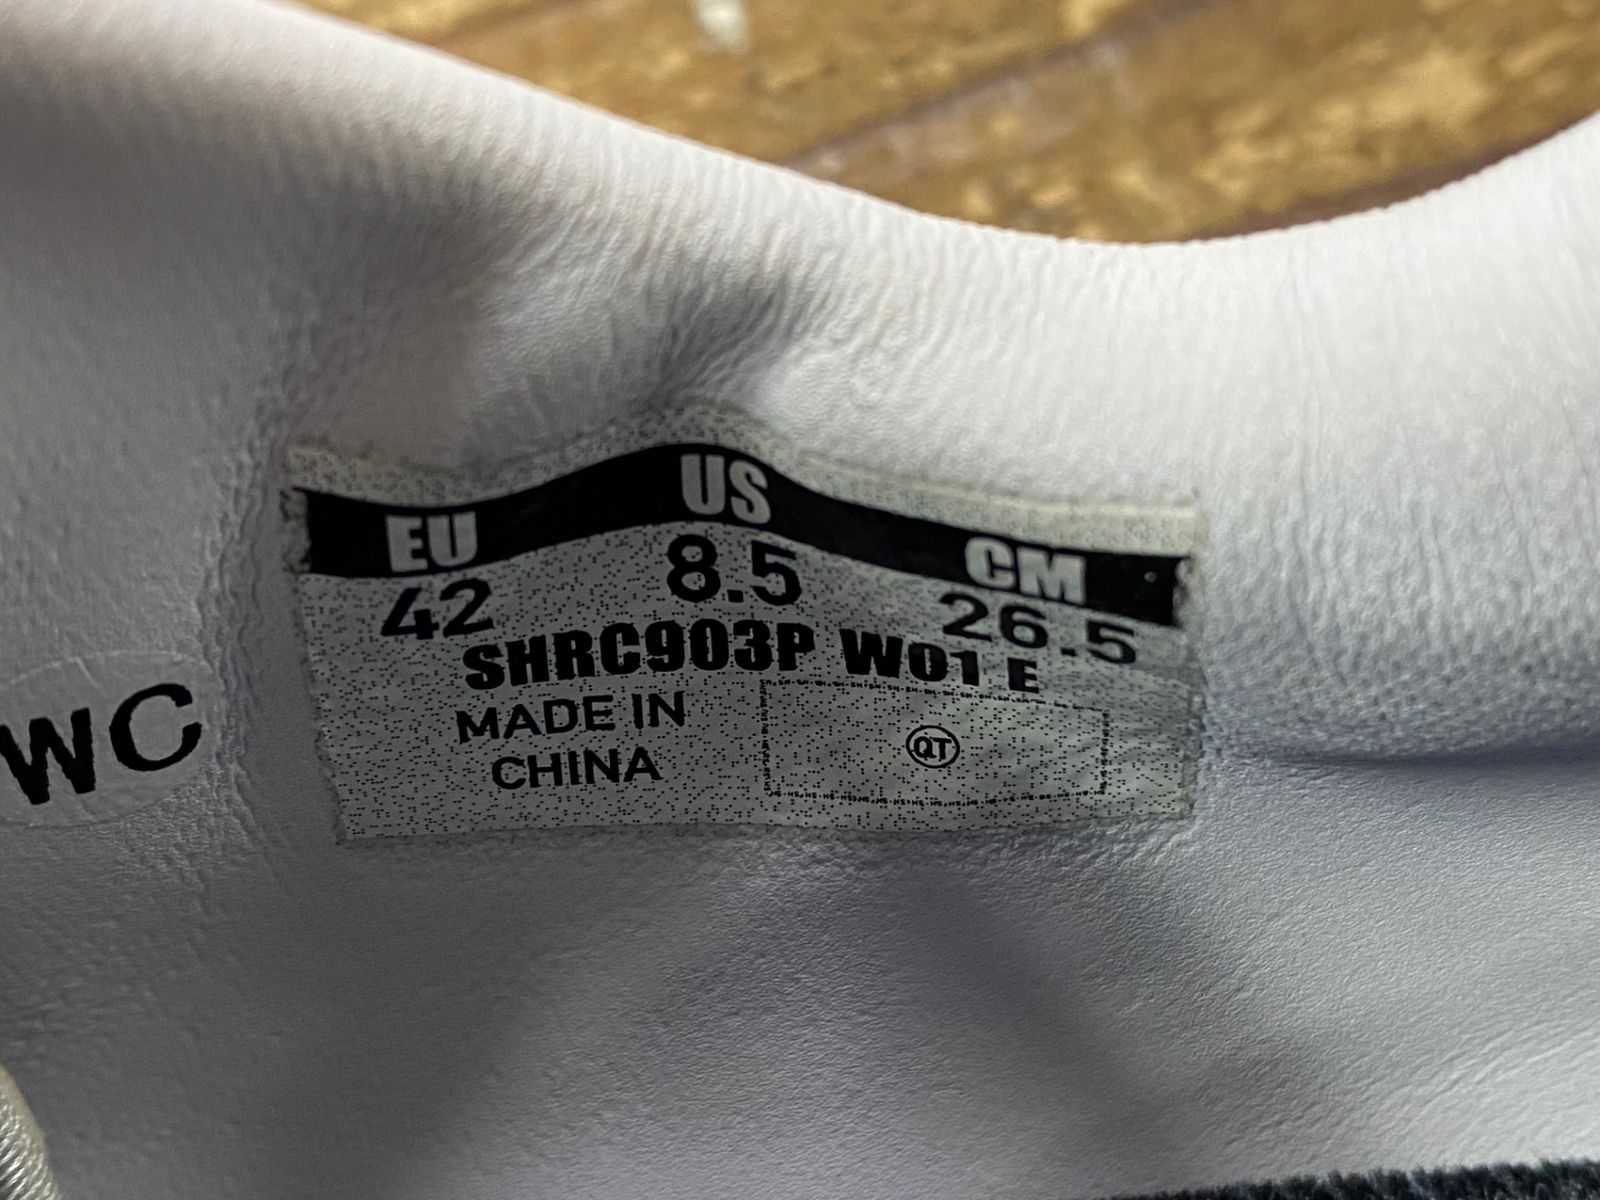 EU US CM
42 8.5 26.5
SHRC903P W01 E
MADE IN
CHINA
QT
WC